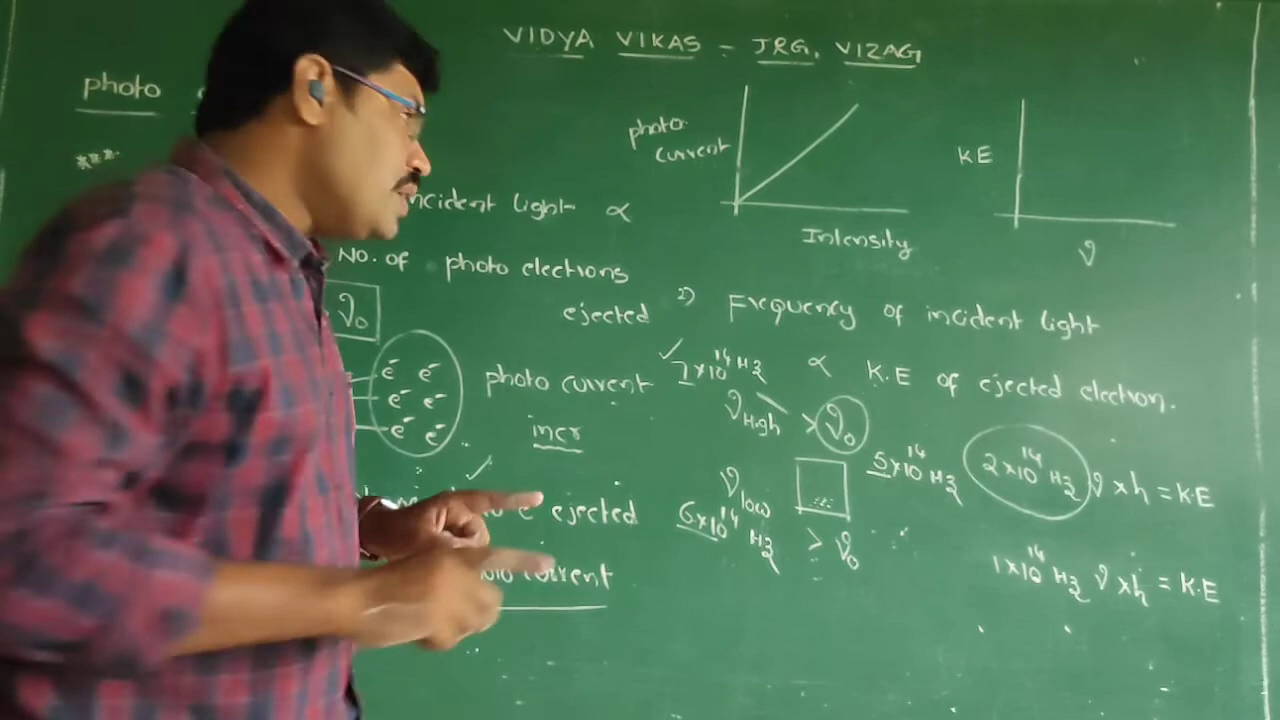 VIDYA VIKAS - JRG, VIZAG
photo
***
incident light ∝
No. of photo electrons
ejected
ν₀
e⁻ e⁻
e⁻ e⁻
e⁻ e⁻
photo current
incr
e⁻ ejected
current
photo
current
Intensity
KE
ν
2) Frequency of incident light
∝ K.E of ejected electron.
7×10¹⁴ Hz
ν High > ν₀
5×10¹⁴ Hz
2×10¹⁴ Hz ν × h = K.E
ν low
6×10¹⁴ Hz > ν₀
1×10¹⁴ Hz ν × h = K.E